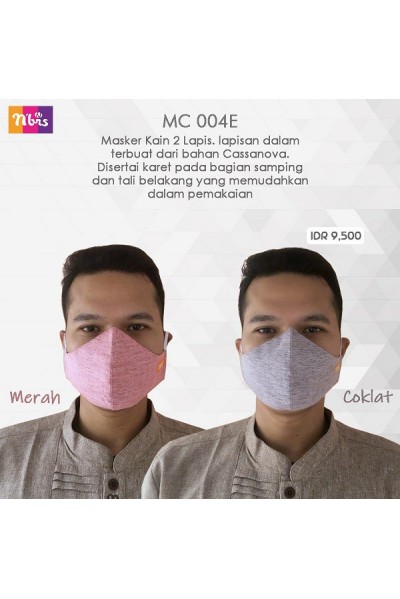 Nbrs
MC 004E
Masker Kain 2 Lapis. lapisan dalam
terbuat dari bahan Cassanova.
Disertai karet pada bagian samping
dan tali belakang yang memudahkan
dalam pemakaian
IDR 9,500
Merah
Coklat